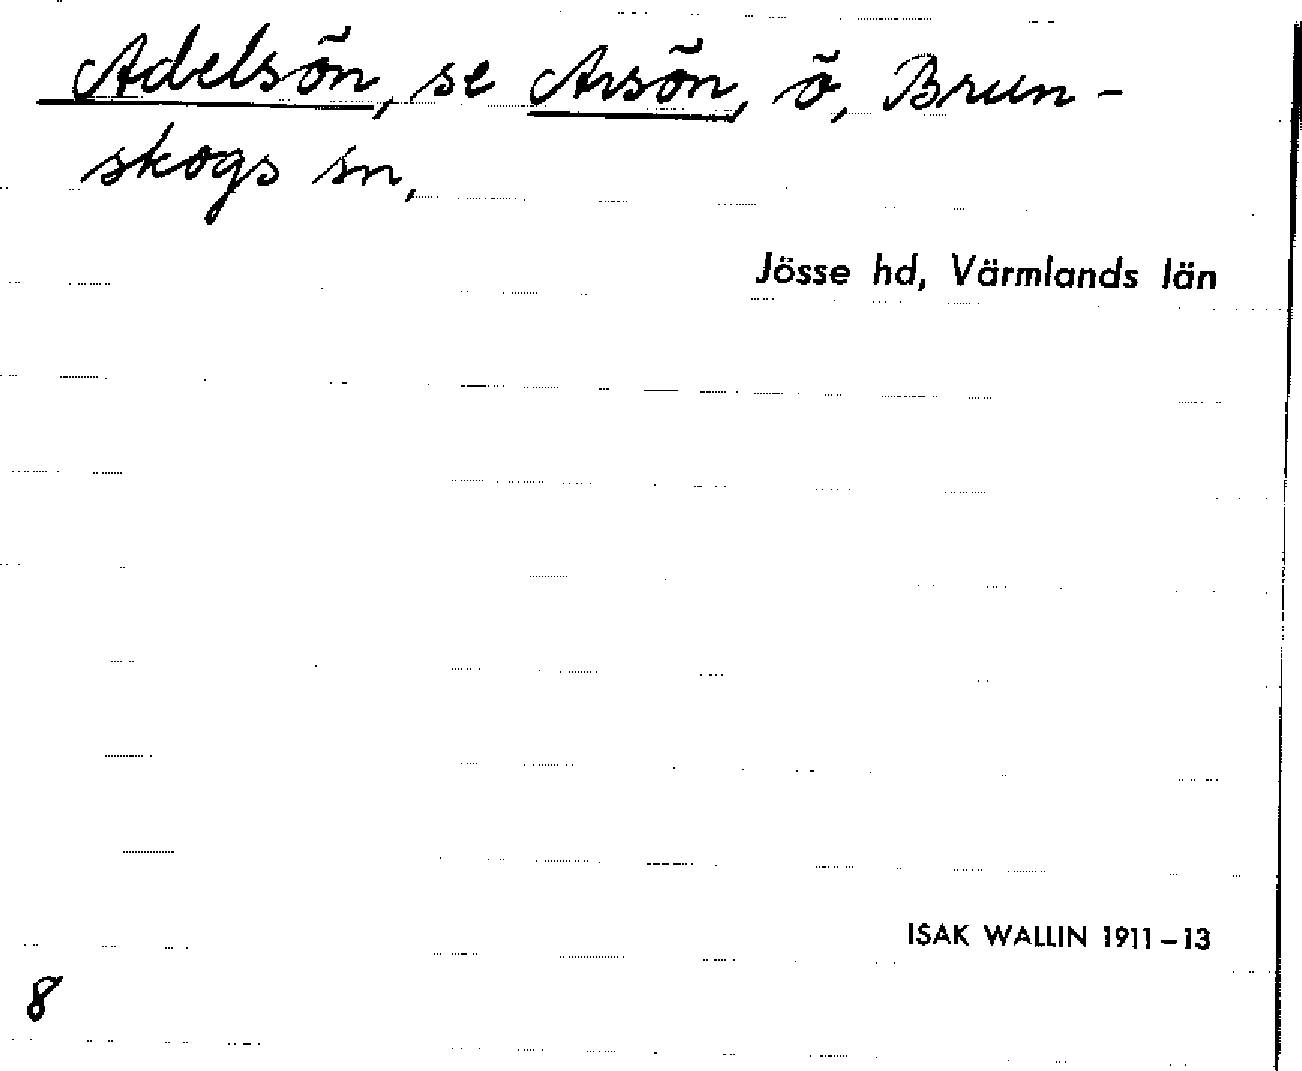 Adelsön, se Arsön, ö, Brun-
skogs sn,
Jösse hd, Värmlands län
ISAK WALLIN 1911-13
8